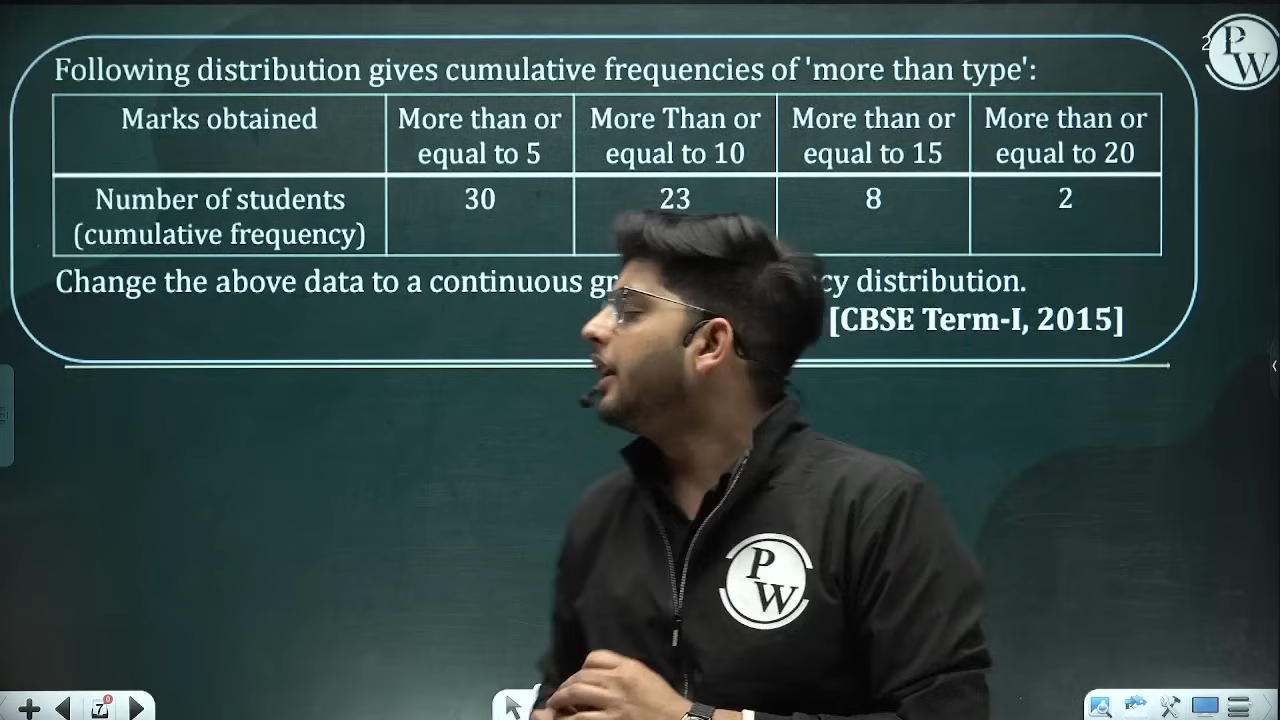 Following distribution gives cumulative frequencies of 'more than type':
Marks obtained
More than or equal to 5
More Than or equal to 10
More than or equal to 15
More than or equal to 20
Number of students (cumulative frequency)
30
23
8
2
Change the above data to a continuous distribution.
[CBSE Term-I, 2015]
PW
PW
7